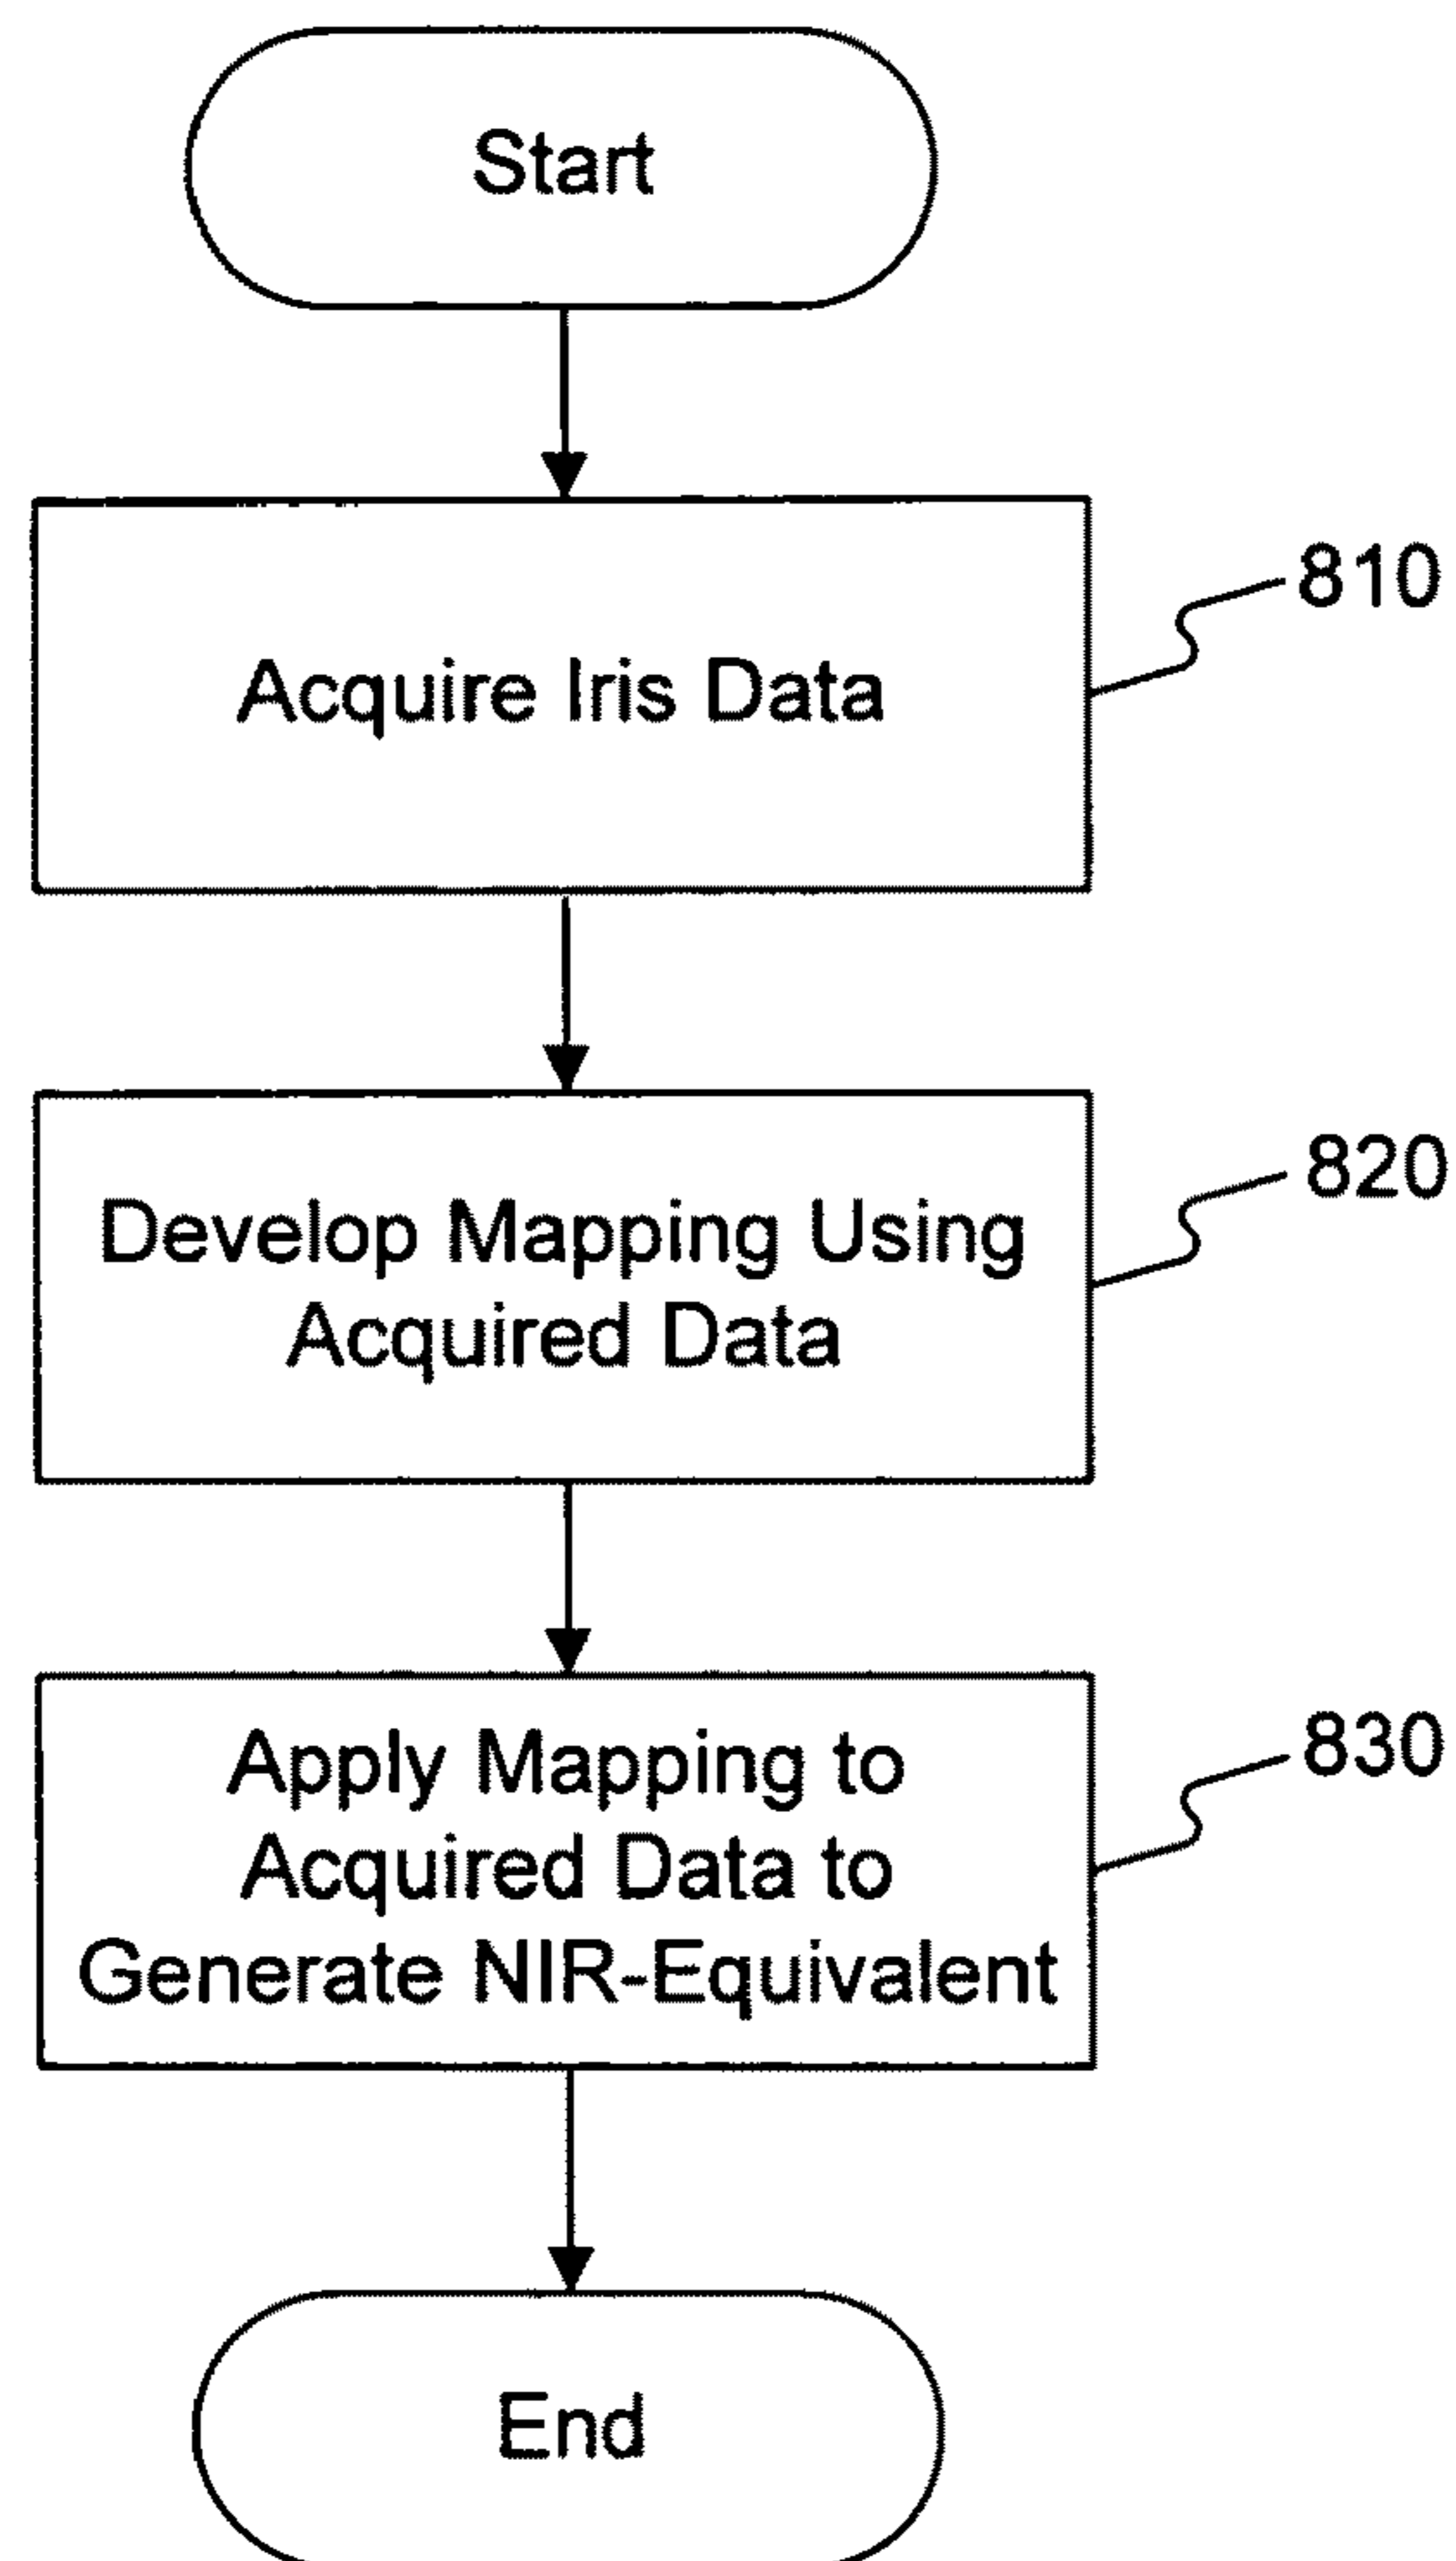 Start
810
Acquire Iris Data
820
Develop Mapping Using
Acquired Data
830
Apply Mapping to
Acquired Data to
Generate NIR-Equivalent
End